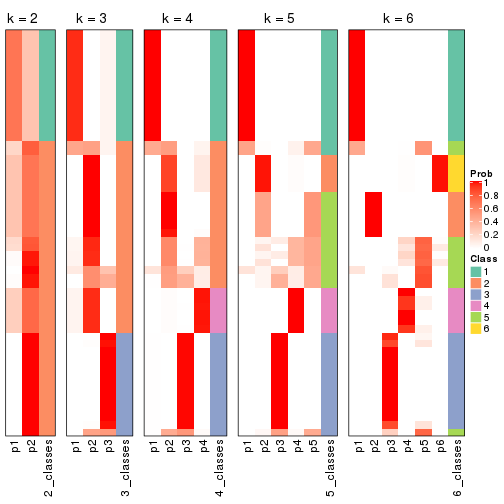 k = 2
k = 3
k = 4
k = 5
k = 6
Prob
1
0.8
0.6
0.4
0.2
0
Class
1
2
3
4
5
6
p1
p2
2_classes
p1
p2
p3
3_classes
p1
p2
p3
p4
4_classes
p1
p2
p3
p4
p5
5_classes
p1
p2
p3
p4
p5
p6
6_classes